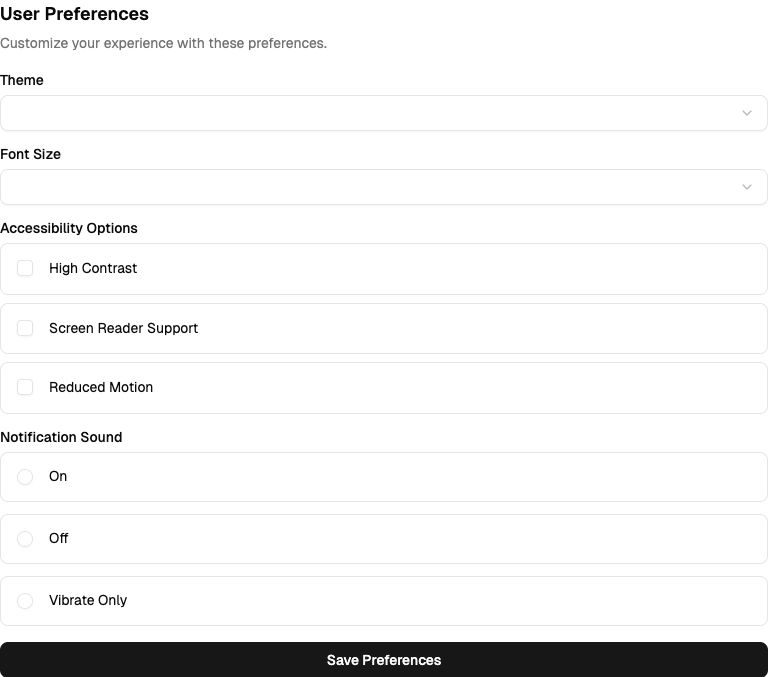 User Preferences
Customize your experience with these preferences.
Theme
Font Size
Accessibility Options
High Contrast
Screen Reader Support
Reduced Motion
Notification Sound
On
Off
Vibrate Only
Save Preferences